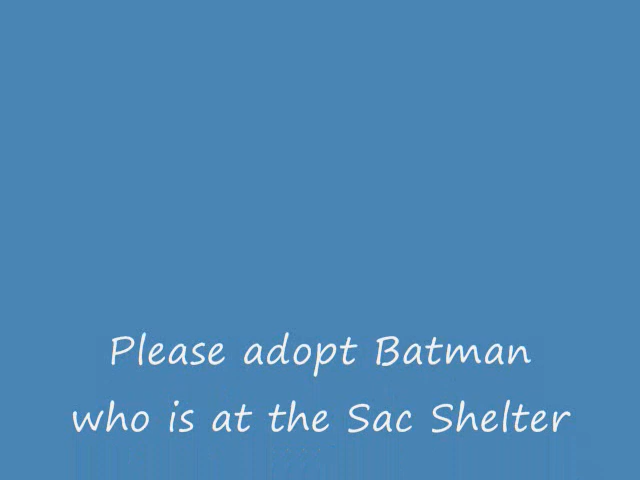 Please adopt Batman
who is at the Sac Shelter